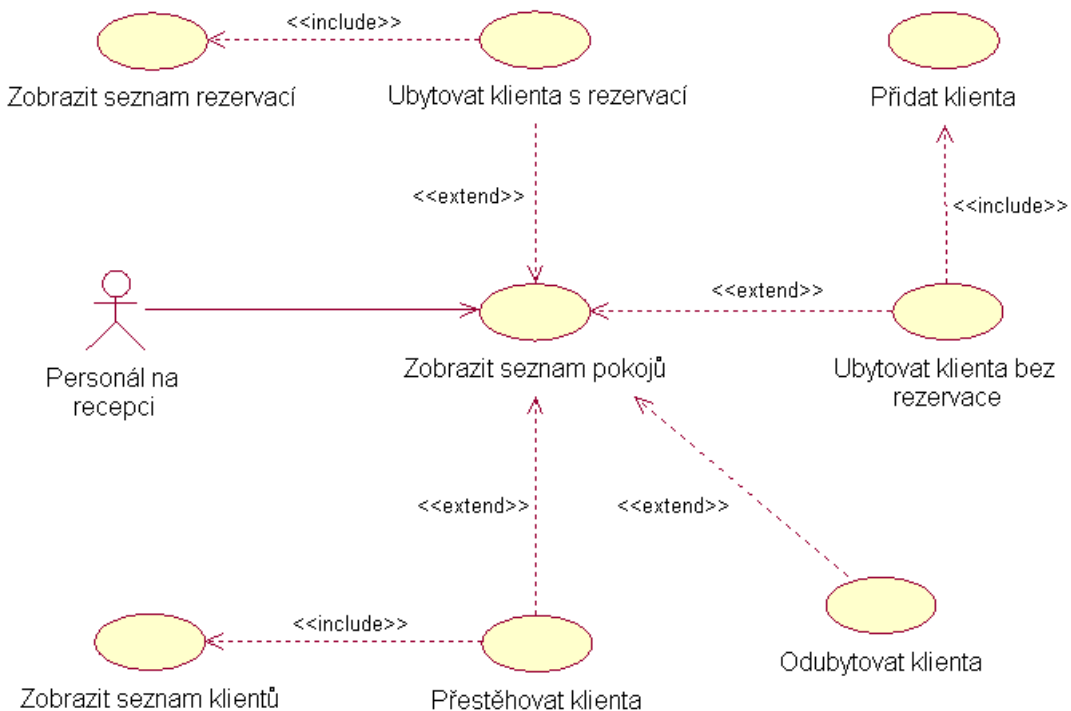 <<include>>
Zobrazit seznam rezervací
Ubytovat klienta s rezervací
Přidat klienta
<<extend>>
<<include>>
<<extend>>
Personál na
recepci
Zobrazit seznam pokojů
Ubytovat klienta bez
rezervace
<<extend>>
<<extend>>
<<include>>
Odubytovat klienta
Zobrazit seznam klientů
Přestěhovat klienta